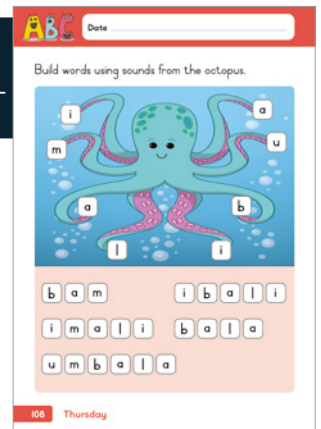 ABC
Date
Build words using sounds from the octopus.
i
a
m
u
a
b
l
i
b a m
i b a l i
i m a l i
b a l a
u m b a l a
108 Thursday